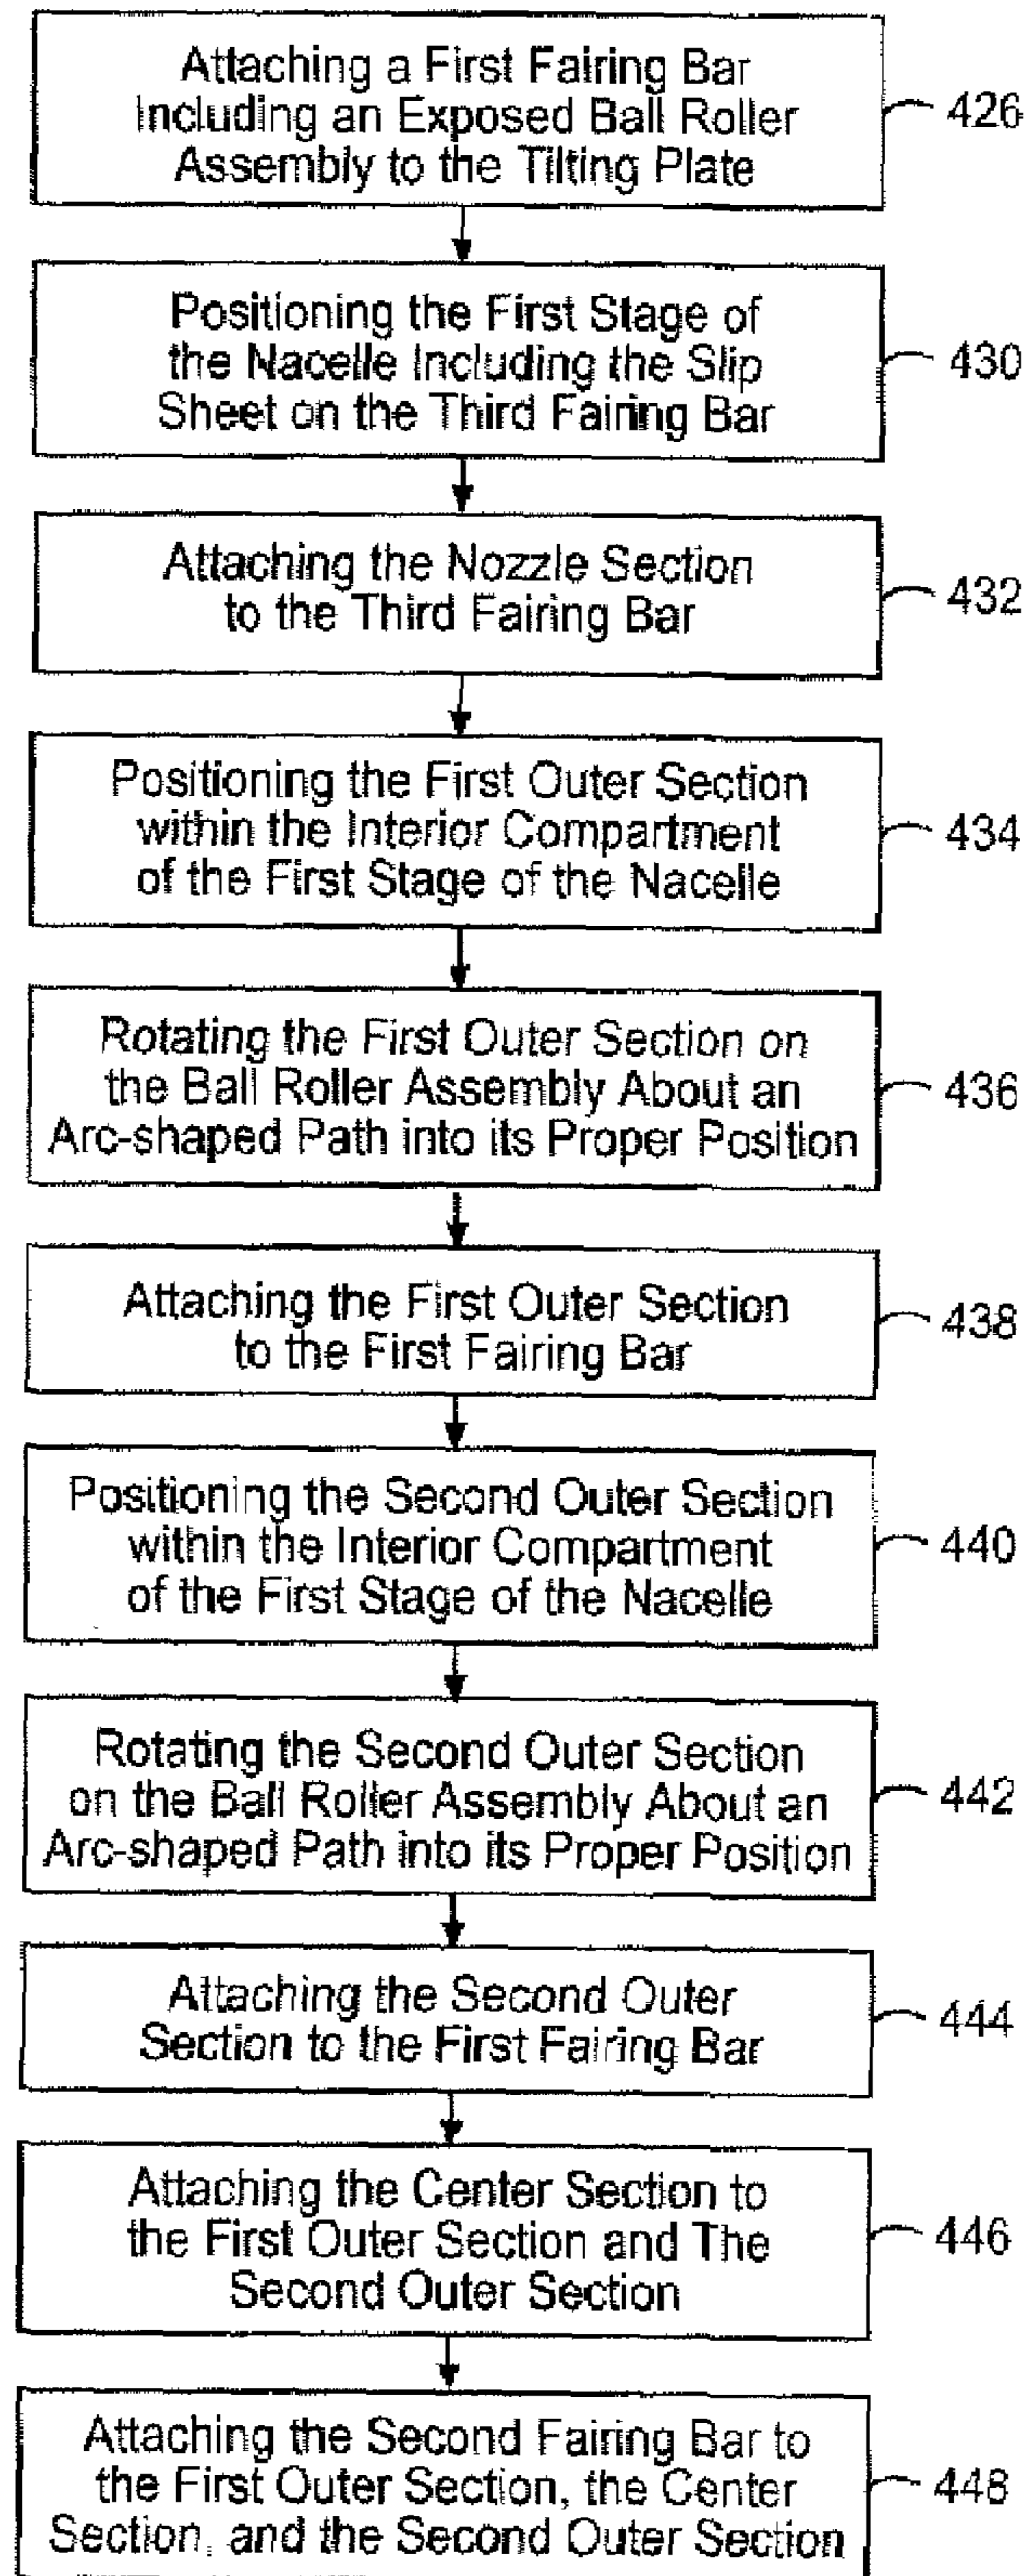 Attaching a First Fairing Bar
Including an Exposed Ball Roller
Assembly to the Tilting Plate
426
Positioning the First Stage of
the Nacelle Including the Slip
Sheet on the Third Fairing Bar
430
Attaching the Nozzle Section
to the Third Fairing Bar
432
Positioning the First Outer Section
within the Interior Compartment
of the First Stage of the Nacelle
434
Rotating the First Outer Section on
the Ball Roller Assembly About an
Arc-shaped Path into its Proper Position
436
Attaching the First Outer Section
to the First Fairing Bar
438
Positioning the Second Outer Section
within the Interior Compartment
of the First Stage of the Nacelle
440
Rotating the Second Outer Section
on the Ball Roller Assembly About an
Arc-shaped Path into its Proper Position
442
Attaching the Second Outer
Section to the First Fairing Bar
444
Attaching the Center Section to
the First Outer Section and The
Second Outer Section
446
Attaching the Second Fairing Bar to
the First Outer Section, the Center
Section, and the Second Outer Section
448